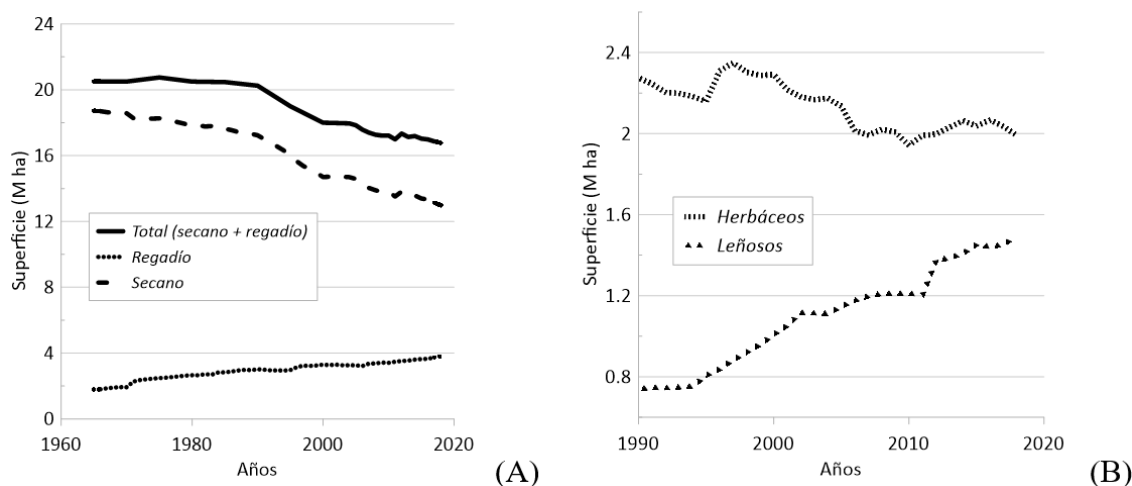 24
20
16
12
8
4
0
Superficie (M ha)
Total (secano + regadío)
Regadío
Secano
1960
1980
2000
2020
Años
(A)
2.4
2
1.6
1.2
0.8
Superficie (M ha)
Herbáceos
Leñosos
1990
2000
2010
2020
Años
(B)